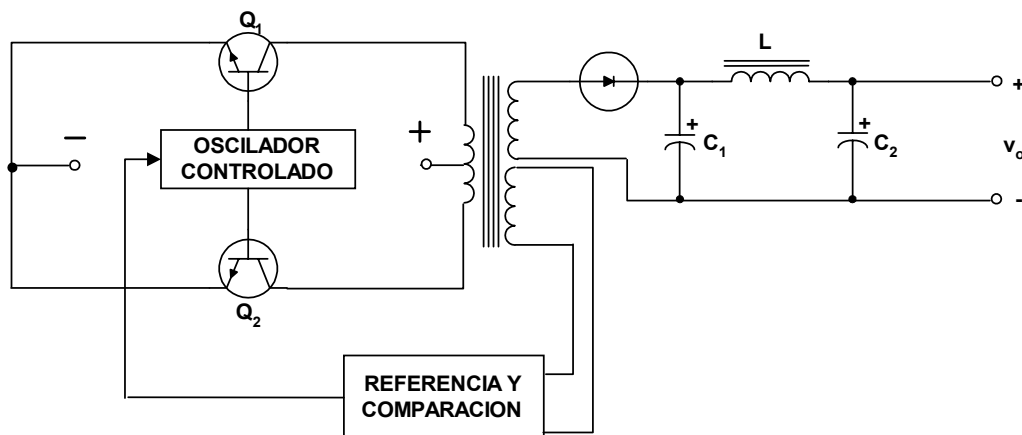 Q1
L
+
OSCILADOR
CONTROLADO
−
+
+
C1
+
C2
vo
-
Q2
REFERENCIA Y
COMPARACION